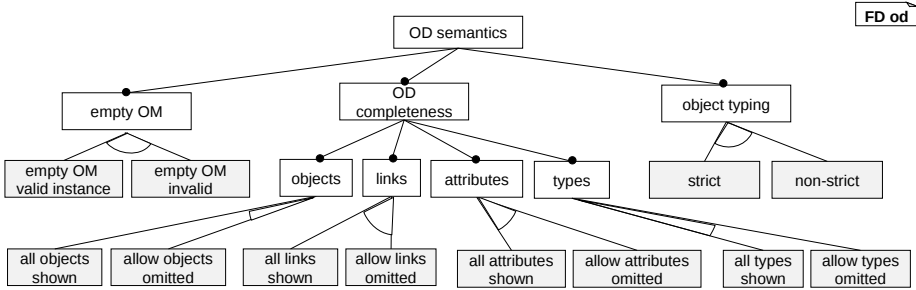 FD od
OD semantics
empty OM
OD
completeness
object typing
empty OM
valid instance
empty OM
invalid
objects
links
attributes
types
strict
non-strict
all objects
shown
allow objects
omitted
all links
shown
allow links
omitted
all attributes
shown
allow attributes
omitted
all types
shown
allow types
omitted